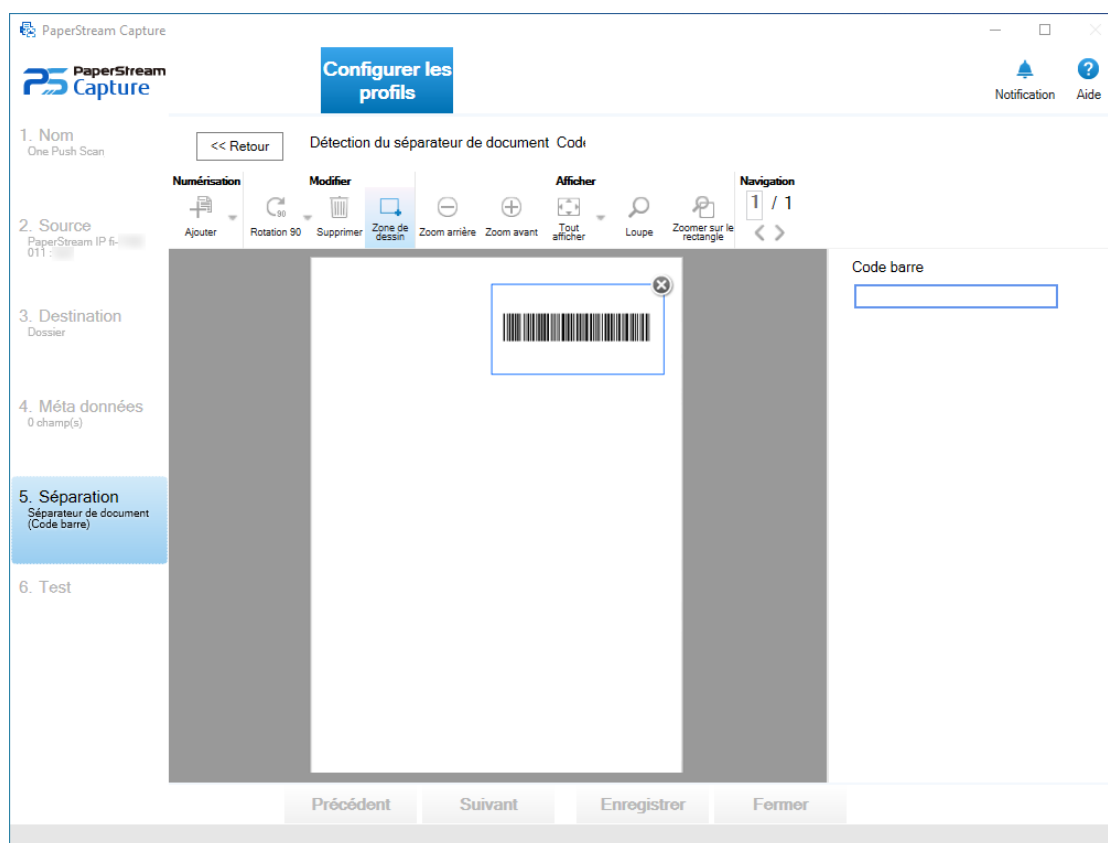 PaperStream Capture
PaperStream
Capture
Configurer les
profils
Notification
Aide
1. Nom
One Push Scan
2. Source
PaperStream IP fi-
011 :
3. Destination
Dossier
4. Méta données
0 champ(s)
5. Séparation
Séparateur de document
(Code barre)
6. Test
<< Retour
Détection du séparateur de document Code
Numérisation
Modifier
Afficher
Navigation
Ajouter
90
Rotation 90
Supprimer
Zone de
dessin
Zoom arrière
Zoom avant
Tout
afficher
Loupe
Zoomer sur le
rectangle
1 / 1
Code barre
Précédent
Suivant
Enregistrer
Fermer